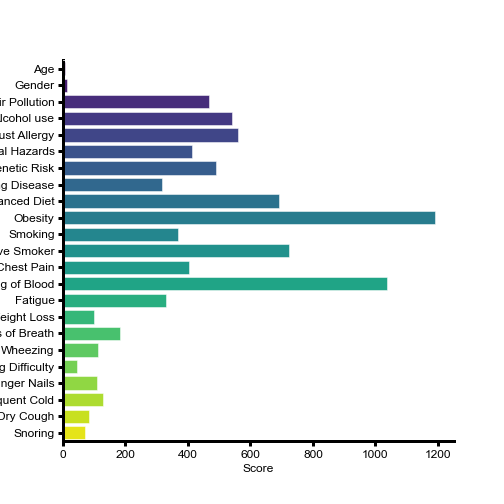 Age
Gender
ir Pollution
lcohol use
ust Allergy
al Hazards
enetic Risk
g Disease
anced Diet
Obesity
Smoking
ve Smoker
Chest Pain
g of Blood
Fatigue
eight Loss
s of Breath
Wheezing
g Difficulty
nger Nails
quent Cold
Dry Cough
Snoring
0 200 400 600 800 1000 1200
Score